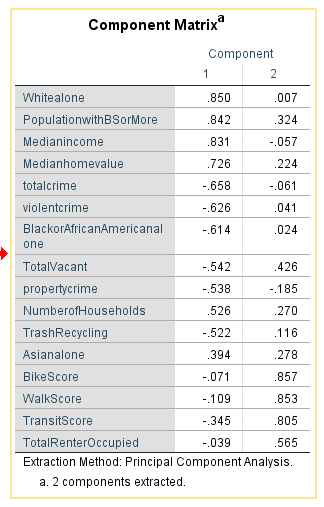 Component Matrixa
Component
1 2
Whitealone .850 .007
PopulationwithBSorMore .842 .324
Medianincome .831 -.057
Medianhomevalue .726 .224
totalcrime -.658 -.061
violentcrime -.626 .041
BlackorAfricanAmericanal -.614 .024
one
TotalVacant -.542 .426
propertycrime -.538 -.185
NumberofHouseholds .526 .270
TrashRecycling -.522 .116
Asianalone .394 .278
BikeScore -.071 .857
WalkScore -.109 .853
TransitScore -.345 .805
TotalRenterOccupied -.039 .565
Extraction Method: Principal Component Analysis.
a. 2 components extracted.